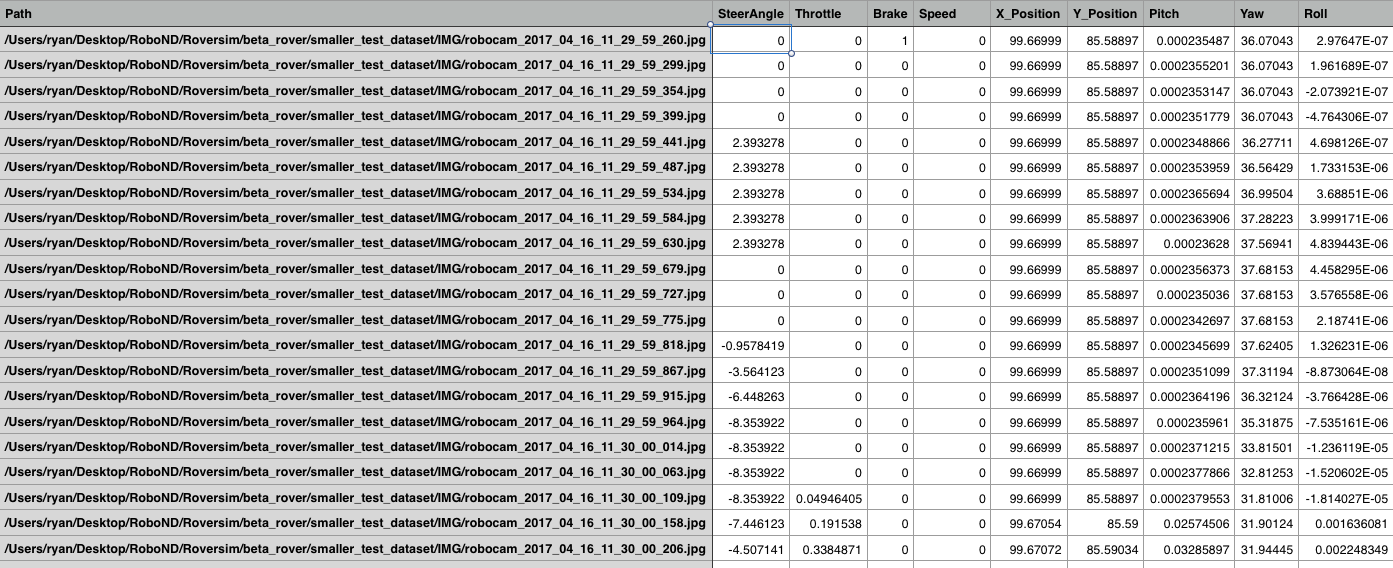 Path SteerAngle Throttle Brake Speed X_Position Y_Position Pitch Yaw Roll
/Users/ryan/Desktop/RoboND/Roversim/beta_rover/smaller_test_dataset/IMG/robocam_2017_04_16_11_29_59_260.jpg 0 0 1 0 99.66999 85.58897 0.000235487 36.07043 2.97647E-07
/Users/ryan/Desktop/RoboND/Roversim/beta_rover/smaller_test_dataset/IMG/robocam_2017_04_16_11_29_59_299.jpg 0 0 0 0 99.66999 85.58897 0.0002355201 36.07043 1.961689E-07
/Users/ryan/Desktop/RoboND/Roversim/beta_rover/smaller_test_dataset/IMG/robocam_2017_04_16_11_29_59_354.jpg 0 0 0 0 99.66999 85.58897 0.0002353147 36.07043 -2.073921E-07
/Users/ryan/Desktop/RoboND/Roversim/beta_rover/smaller_test_dataset/IMG/robocam_2017_04_16_11_29_59_399.jpg 0 0 0 0 99.66999 85.58897 0.0002351779 36.07043 -4.764306E-07
/Users/ryan/Desktop/RoboND/Roversim/beta_rover/smaller_test_dataset/IMG/robocam_2017_04_16_11_29_59_441.jpg 2.393278 0 0 0 99.66999 85.58897 0.0002348866 36.27711 4.698126E-07
/Users/ryan/Desktop/RoboND/Roversim/beta_rover/smaller_test_dataset/IMG/robocam_2017_04_16_11_29_59_487.jpg 2.393278 0 0 0 99.66999 85.58897 0.0002353959 36.56429 1.733153E-06
/Users/ryan/Desktop/RoboND/Roversim/beta_rover/smaller_test_dataset/IMG/robocam_2017_04_16_11_29_59_534.jpg 2.393278 0 0 0 99.66999 85.58897 0.0002365694 36.99504 3.68851E-06
/Users/ryan/Desktop/RoboND/Roversim/beta_rover/smaller_test_dataset/IMG/robocam_2017_04_16_11_29_59_584.jpg 2.393278 0 0 0 99.66999 85.58897 0.0002363906 37.28223 3.999171E-06
/Users/ryan/Desktop/RoboND/Roversim/beta_rover/smaller_test_dataset/IMG/robocam_2017_04_16_11_29_59_630.jpg 2.393278 0 0 0 99.66999 85.58897 0.00023628 37.56941 4.839443E-06
/Users/ryan/Desktop/RoboND/Roversim/beta_rover/smaller_test_dataset/IMG/robocam_2017_04_16_11_29_59_679.jpg 0 0 0 0 99.66999 85.58897 0.0002356373 37.68153 4.458295E-06
/Users/ryan/Desktop/RoboND/Roversim/beta_rover/smaller_test_dataset/IMG/robocam_2017_04_16_11_29_59_727.jpg 0 0 0 0 99.66999 85.58897 0.000235036 37.68153 3.576558E-06
/Users/ryan/Desktop/RoboND/Roversim/beta_rover/smaller_test_dataset/IMG/robocam_2017_04_16_11_29_59_775.jpg 0 0 0 0 99.66999 85.58897 0.0002342697 37.68153 2.18741E-06
/Users/ryan/Desktop/RoboND/Roversim/beta_rover/smaller_test_dataset/IMG/robocam_2017_04_16_11_29_59_818.jpg -0.9578419 0 0 0 99.66999 85.58897 0.0002345699 37.62405 1.326231E-06
/Users/ryan/Desktop/RoboND/Roversim/beta_rover/smaller_test_dataset/IMG/robocam_2017_04_16_11_29_59_867.jpg -3.564123 0 0 0 99.66999 85.58897 0.0002351099 37.31194 -8.873064E-08
/Users/ryan/Desktop/RoboND/Roversim/beta_rover/smaller_test_dataset/IMG/robocam_2017_04_16_11_29_59_915.jpg -6.448263 0 0 0 99.66999 85.58897 0.0002364196 36.32124 -3.766428E-06
/Users/ryan/Desktop/RoboND/Roversim/beta_rover/smaller_test_dataset/IMG/robocam_2017_04_16_11_29_59_964.jpg -8.353922 0 0 0 99.66999 85.58897 0.000235961 35.31875 -7.535161E-06
/Users/ryan/Desktop/RoboND/Roversim/beta_rover/smaller_test_dataset/IMG/robocam_2017_04_16_11_30_00_014.jpg -8.353922 0 0 0 99.66999 85.58897 0.0002371215 33.81501 -1.236119E-05
/Users/ryan/Desktop/RoboND/Roversim/beta_rover/smaller_test_dataset/IMG/robocam_2017_04_16_11_30_00_063.jpg -8.353922 0 0 0 99.66999 85.58897 0.0002377866 32.81253 -1.520602E-05
/Users/ryan/Desktop/RoboND/Roversim/beta_rover/smaller_test_dataset/IMG/robocam_2017_04_16_11_30_00_109.jpg -8.353922 0.04946405 0 0 99.66999 85.58897 0.0002379553 31.81006 -1.814027E-05
/Users/ryan/Desktop/RoboND/Roversim/beta_rover/smaller_test_dataset/IMG/robocam_2017_04_16_11_30_00_158.jpg -7.446123 0.191538 0 0 99.67054 85.59 0.02574506 31.90124 0.001636081
/Users/ryan/Desktop/RoboND/Roversim/beta_rover/smaller_test_dataset/IMG/robocam_2017_04_16_11_30_00_206.jpg -4.507141 0.3384871 0 0 99.67072 85.59034 0.03285897 31.94445 0.002248349